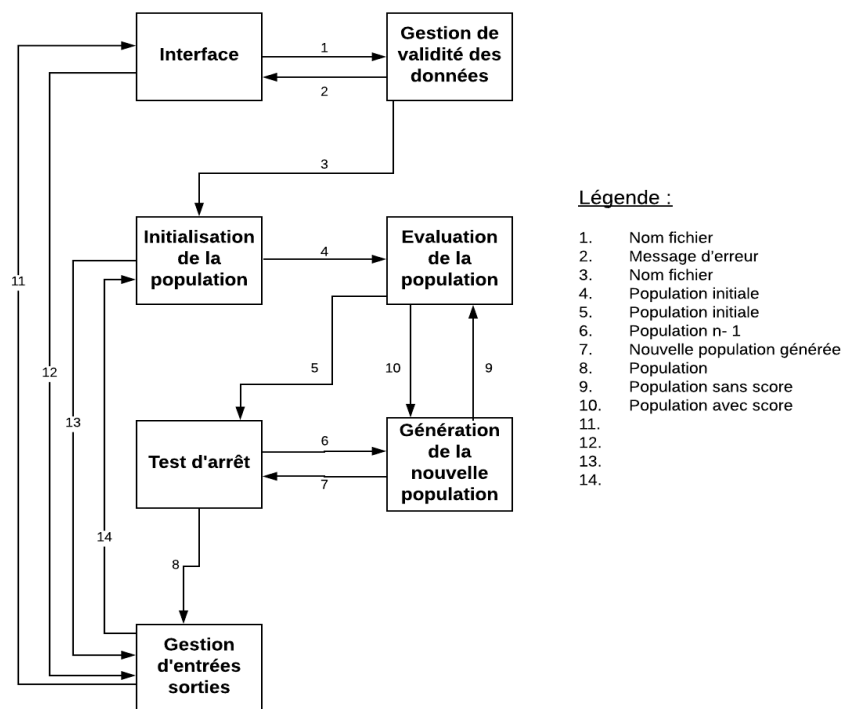 Interface
1
Gestion de
validité des
données
2
3
Initialisation
de la
population
4
Evaluation
de la
population
11
12
13
14
5
10
9
Test d'arrêt
6
7
Génération
de la
nouvelle
population
8
Gestion
d'entrées
sorties
Légende :
1. Nom fichier
2. Message d'erreur
3. Nom fichier
4. Population initiale
5. Population initiale
6. Population n- 1
7. Nouvelle population générée
8. Population
9. Population sans score
10. Population avec score
11.
12.
13.
14.